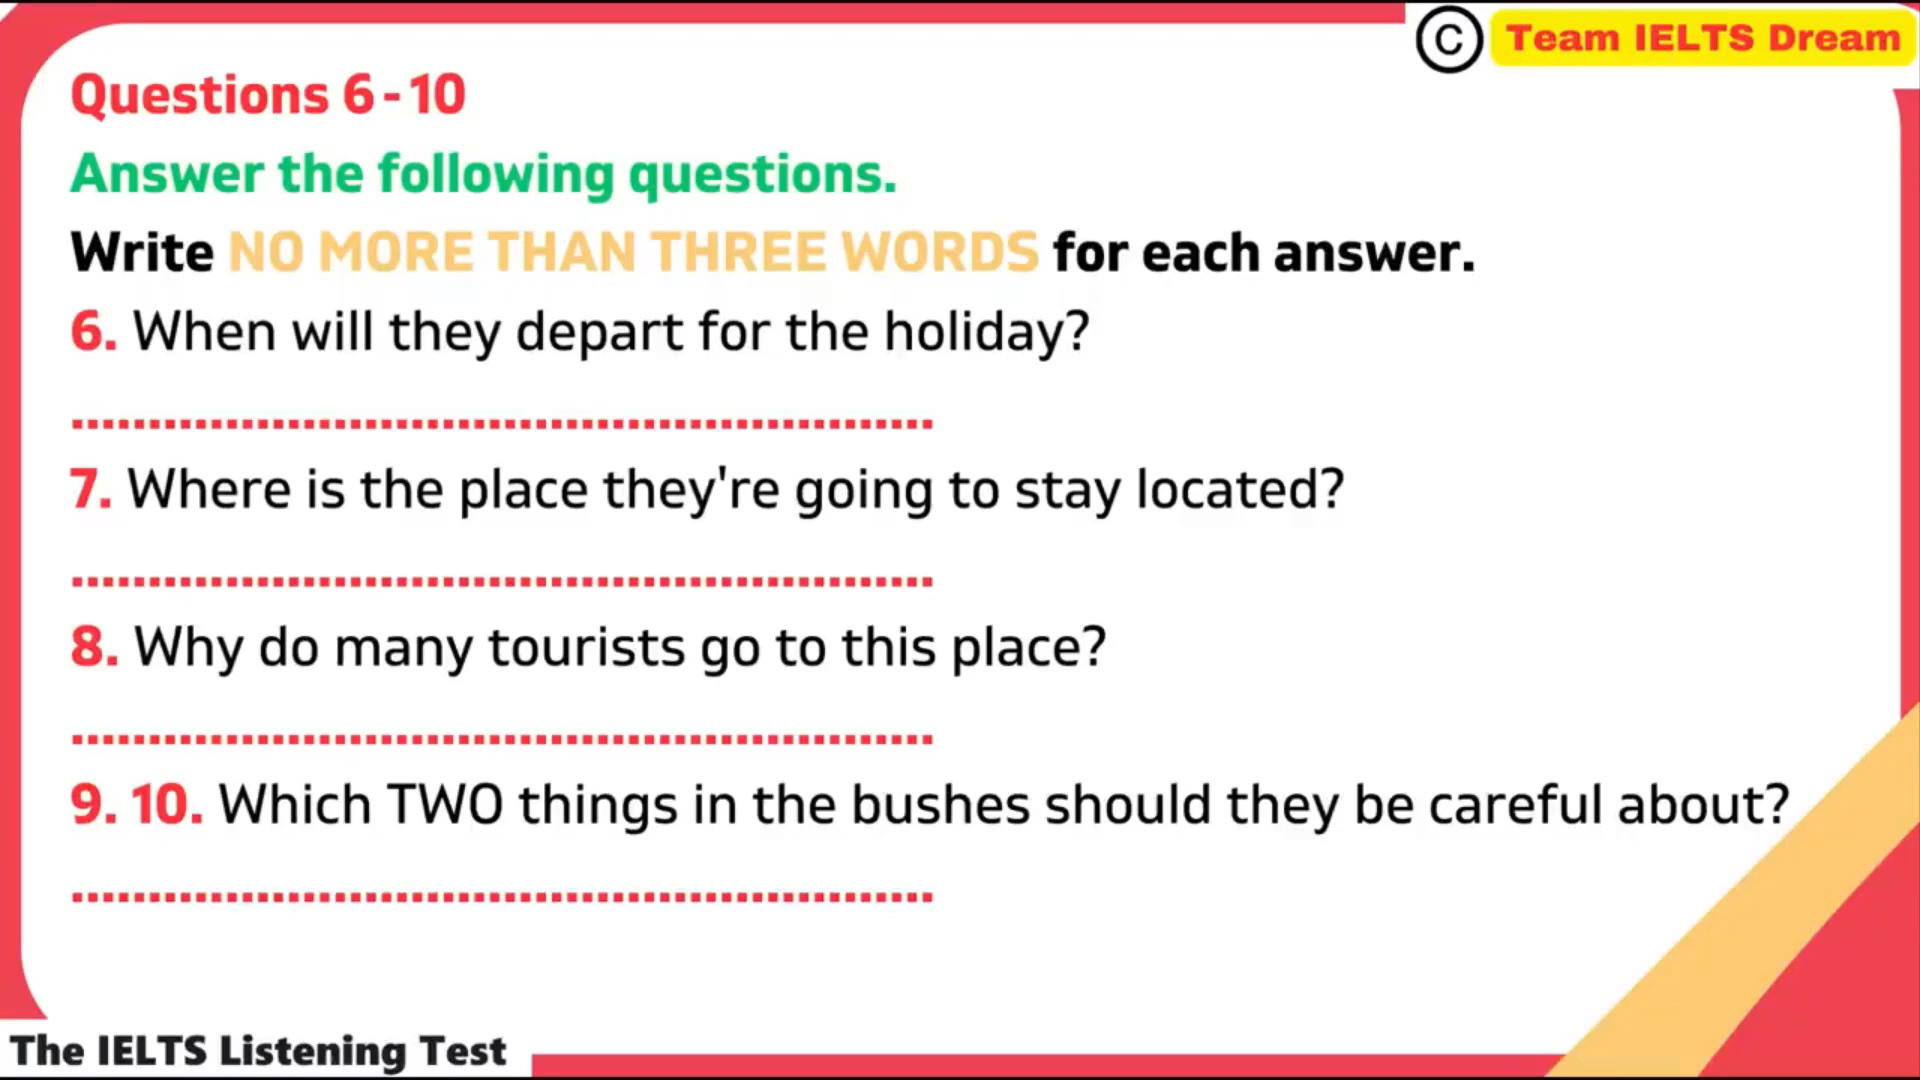 © Team IELTS Dream
Questions 6-10
Answer the following questions.
Write NO MORE THAN THREE WORDS for each answer.
6. When will they depart for the holiday?
........................................................
7. Where is the place they're going to stay located?
........................................................
8. Why do many tourists go to this place?
........................................................
9. 10. Which TWO things in the bushes should they be careful about?
........................................................
The IELTS Listening Test